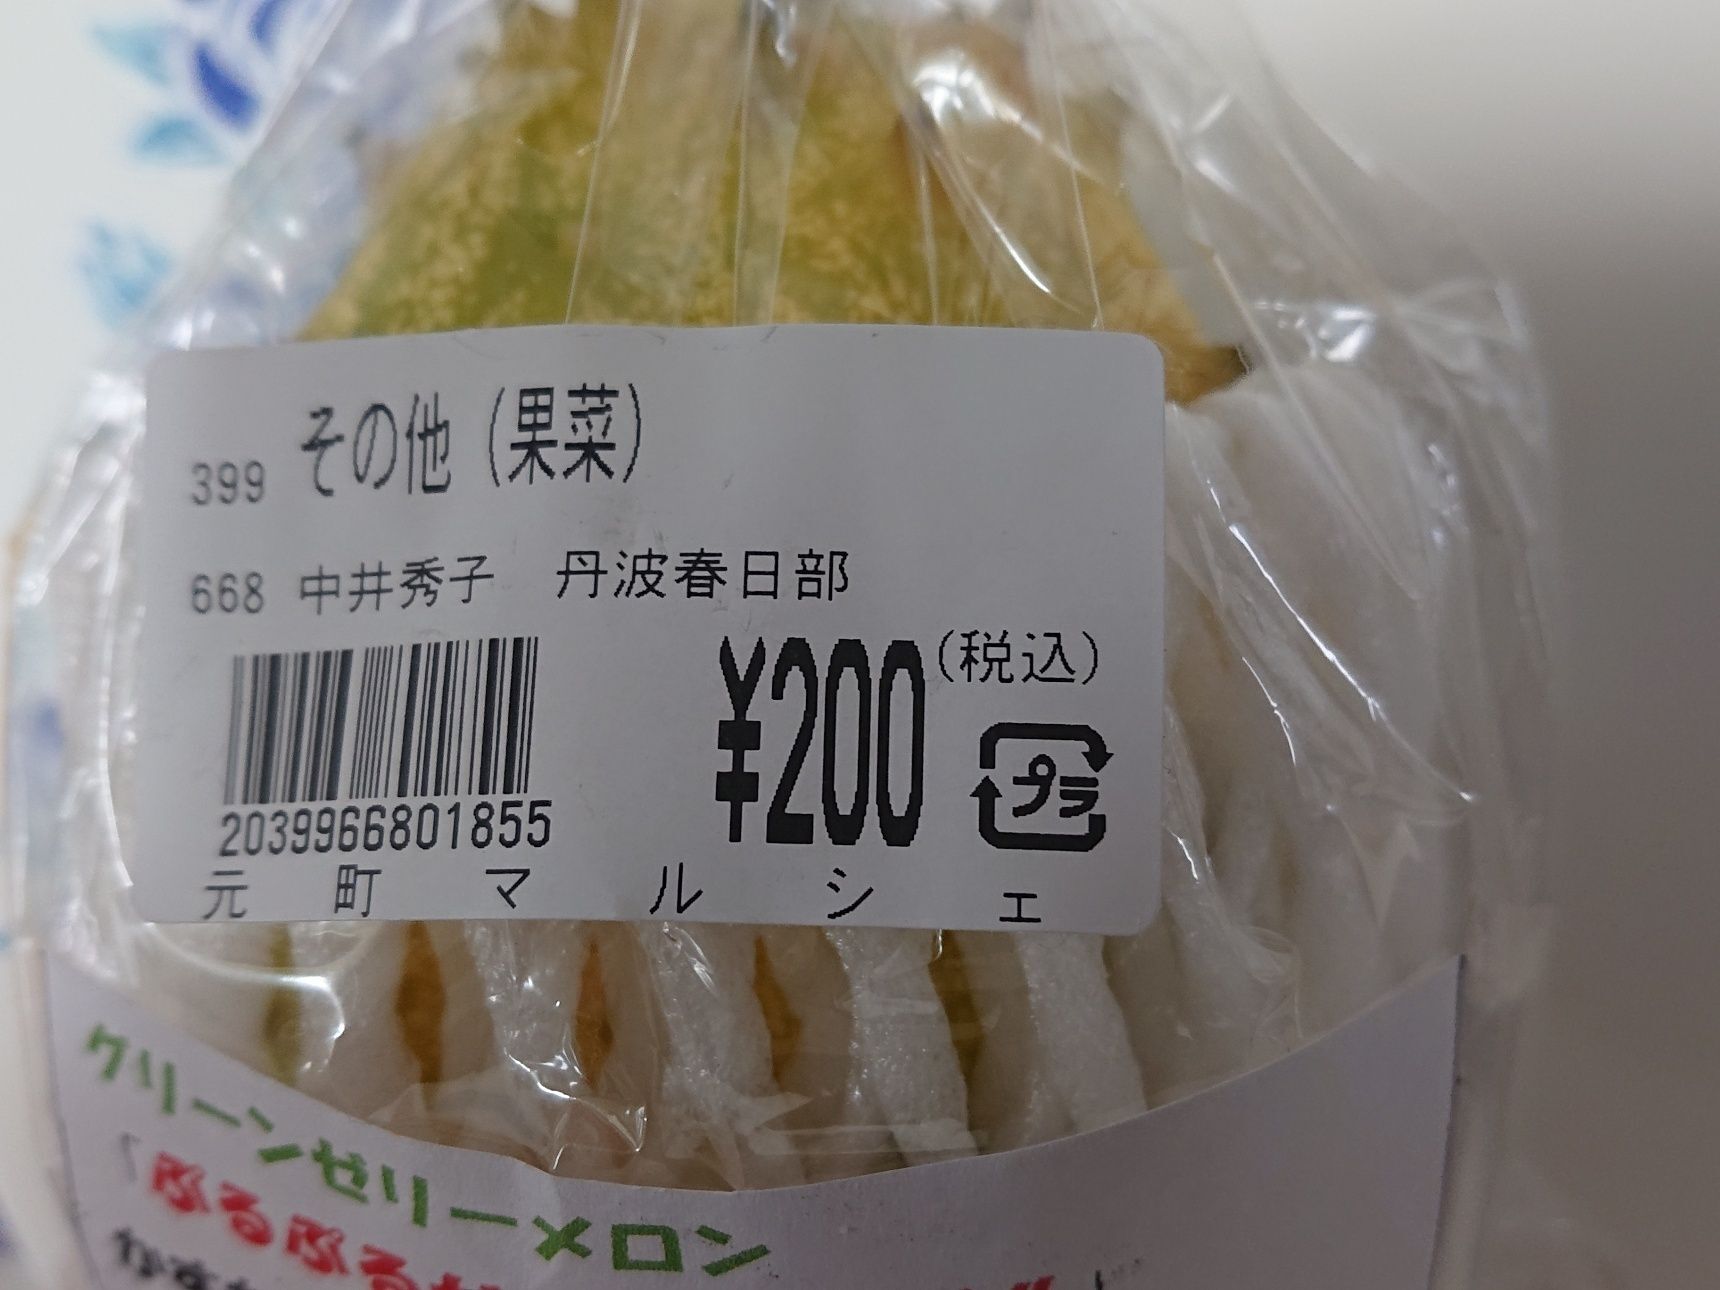 399 その他（果菜）
668 中井秀子 丹波春日部
¥200（税込）
プラ
2039966801855
元町マルシェ
グリーンゼリーメロン